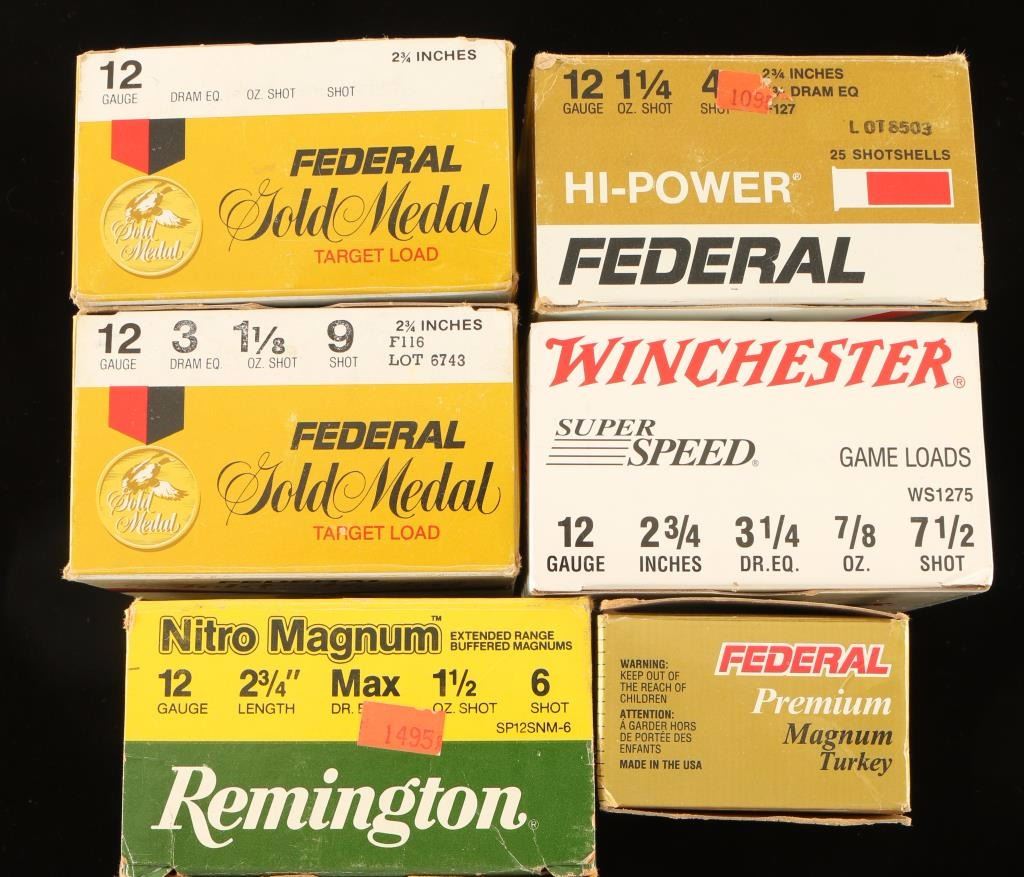 12 2¾ INCHES
GAUGE DRAM EQ. OZ. SHOT SHOT
FEDERAL
Gold Medal
TARGET LOAD
Gold
Medal
12 1¼ 4 2¾ INCHES
GAUGE OZ. SHOT DRAM EQ
127
LOT 8503
1095
25 SHOTSHELLS
HI-POWER®
FEDERAL
12 3 1⅛ 9 2¾ INCHES
GAUGE DRAM EQ. OZ. SHOT SHOT F116
LOT 6743
FEDERAL
Gold Medal
TARGET LOAD
Gold
Medal
WINCHESTER®
SUPER
SPEED®
GAME LOADS
WS1275
12 2 3/4 3 1/4 7/8 7 1/2
GAUGE INCHES DR.EQ. OZ. SHOT
Nitro Magnum™ EXTENDED RANGE
BUFFERED MAGNUMS
12 2¾" Max 1½ 6
GAUGE LENGTH DR. OZ. SHOT SHOT
SP12SNM-6
1495
Remington®
WARNING:
KEEP OUT OF
THE REACH OF
CHILDREN
ATTENTION:
À GARDER HORS
DE PORTÉE DES
ENFANTS
MADE IN THE USA
FEDERAL
Premium
Magnum
Turkey